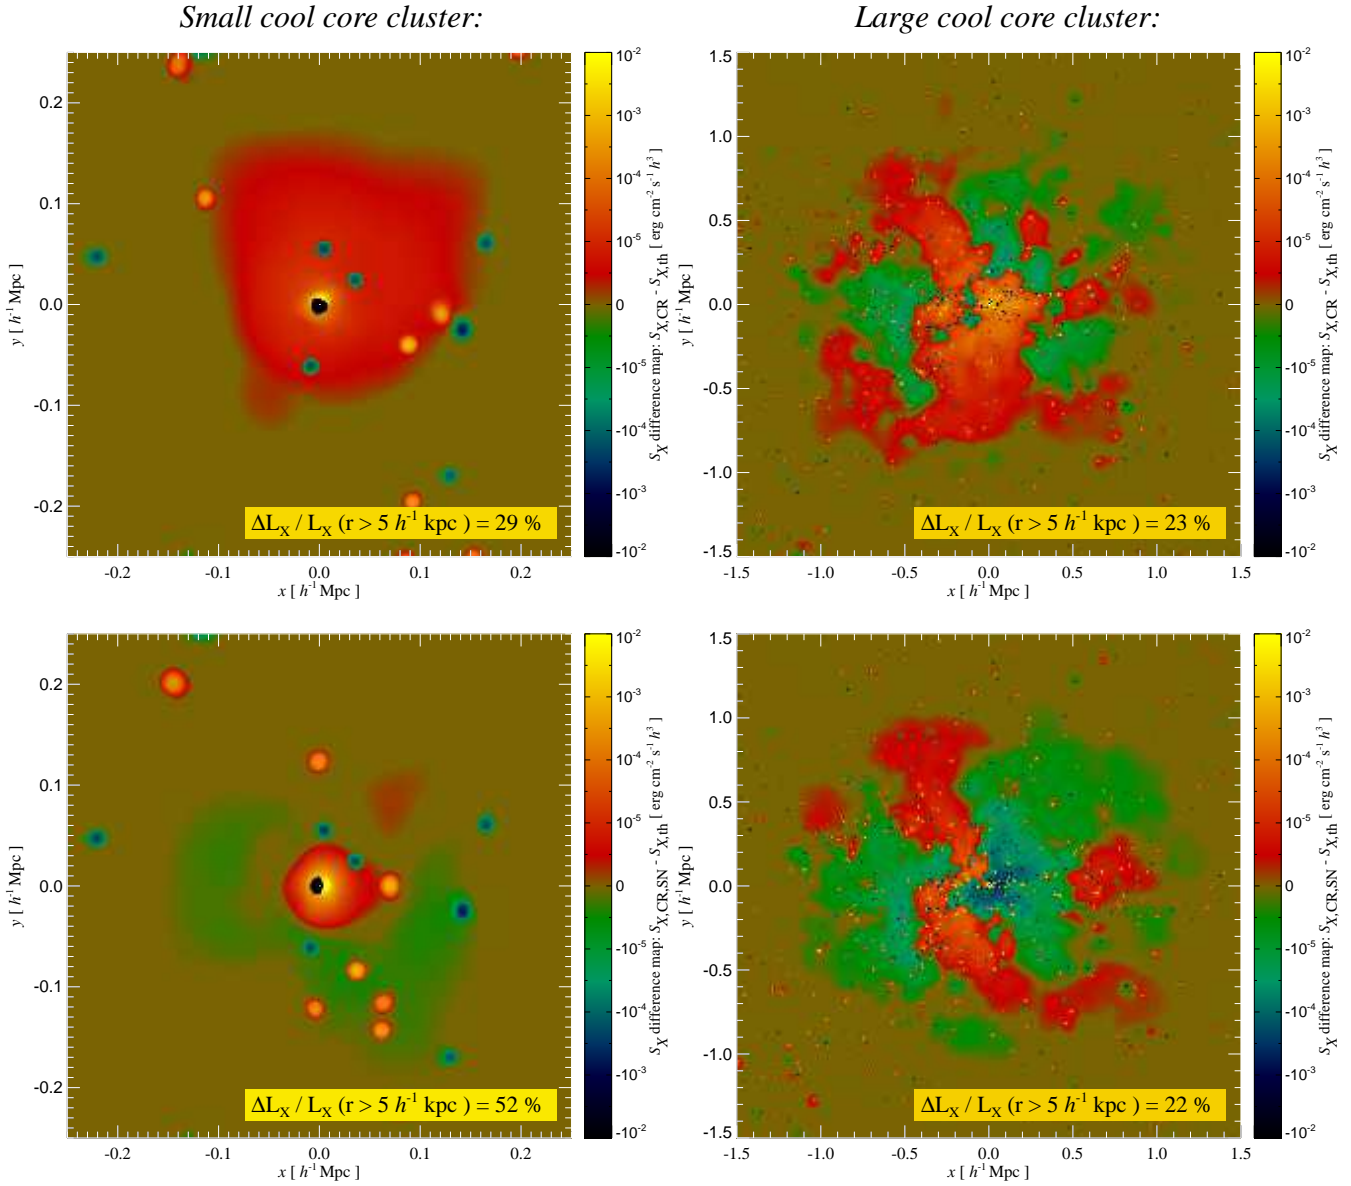 Small cool core cluster:
Large cool core cluster:
0.2
0.1
0.0
-0.1
-0.2
y [ h⁻¹ Mpc ]
-0.2 -0.1 0.0 0.1 0.2
x [ h⁻¹ Mpc ]
ΔL_X / L_X (r > 5 h⁻¹ kpc ) = 29 %
10⁻²
10⁻³
10⁻⁴
10⁻⁵
0
-10⁻⁵
-10⁻⁴
-10⁻³
-10⁻²
S_X difference map: S_X,CR - S_X,th [ erg cm⁻² s⁻¹ h³ ]
1.5
1.0
0.5
0.0
-0.5
-1.0
-1.5
y [ h⁻¹ Mpc ]
-1.5 -1.0 -0.5 0.0 0.5 1.0 1.5
x [ h⁻¹ Mpc ]
ΔL_X / L_X (r > 5 h⁻¹ kpc ) = 23 %
10⁻²
10⁻³
10⁻⁴
10⁻⁵
0
-10⁻⁵
-10⁻⁴
-10⁻³
-10⁻²
S_X difference map: S_X,CR - S_X,th [ erg cm⁻² s⁻¹ h³ ]
0.2
0.1
0.0
-0.1
-0.2
y [ h⁻¹ Mpc ]
-0.2 -0.1 0.0 0.1 0.2
x [ h⁻¹ Mpc ]
ΔL_X / L_X (r > 5 h⁻¹ kpc ) = 52 %
10⁻²
10⁻³
10⁻⁴
10⁻⁵
0
-10⁻⁵
-10⁻⁴
-10⁻³
-10⁻²
S_X difference map: S_X,CR,SN - S_X,th [ erg cm⁻² s⁻¹ h³ ]
1.5
1.0
0.5
0.0
-0.5
-1.0
-1.5
y [ h⁻¹ Mpc ]
-1.5 -1.0 -0.5 0.0 0.5 1.0 1.5
x [ h⁻¹ Mpc ]
ΔL_X / L_X (r > 5 h⁻¹ kpc ) = 22 %
10⁻²
10⁻³
10⁻⁴
10⁻⁵
0
-10⁻⁵
-10⁻⁴
-10⁻³
-10⁻²
S_X difference map: S_X,CR,SN - S_X,th [ erg cm⁻² s⁻¹ h³ ]